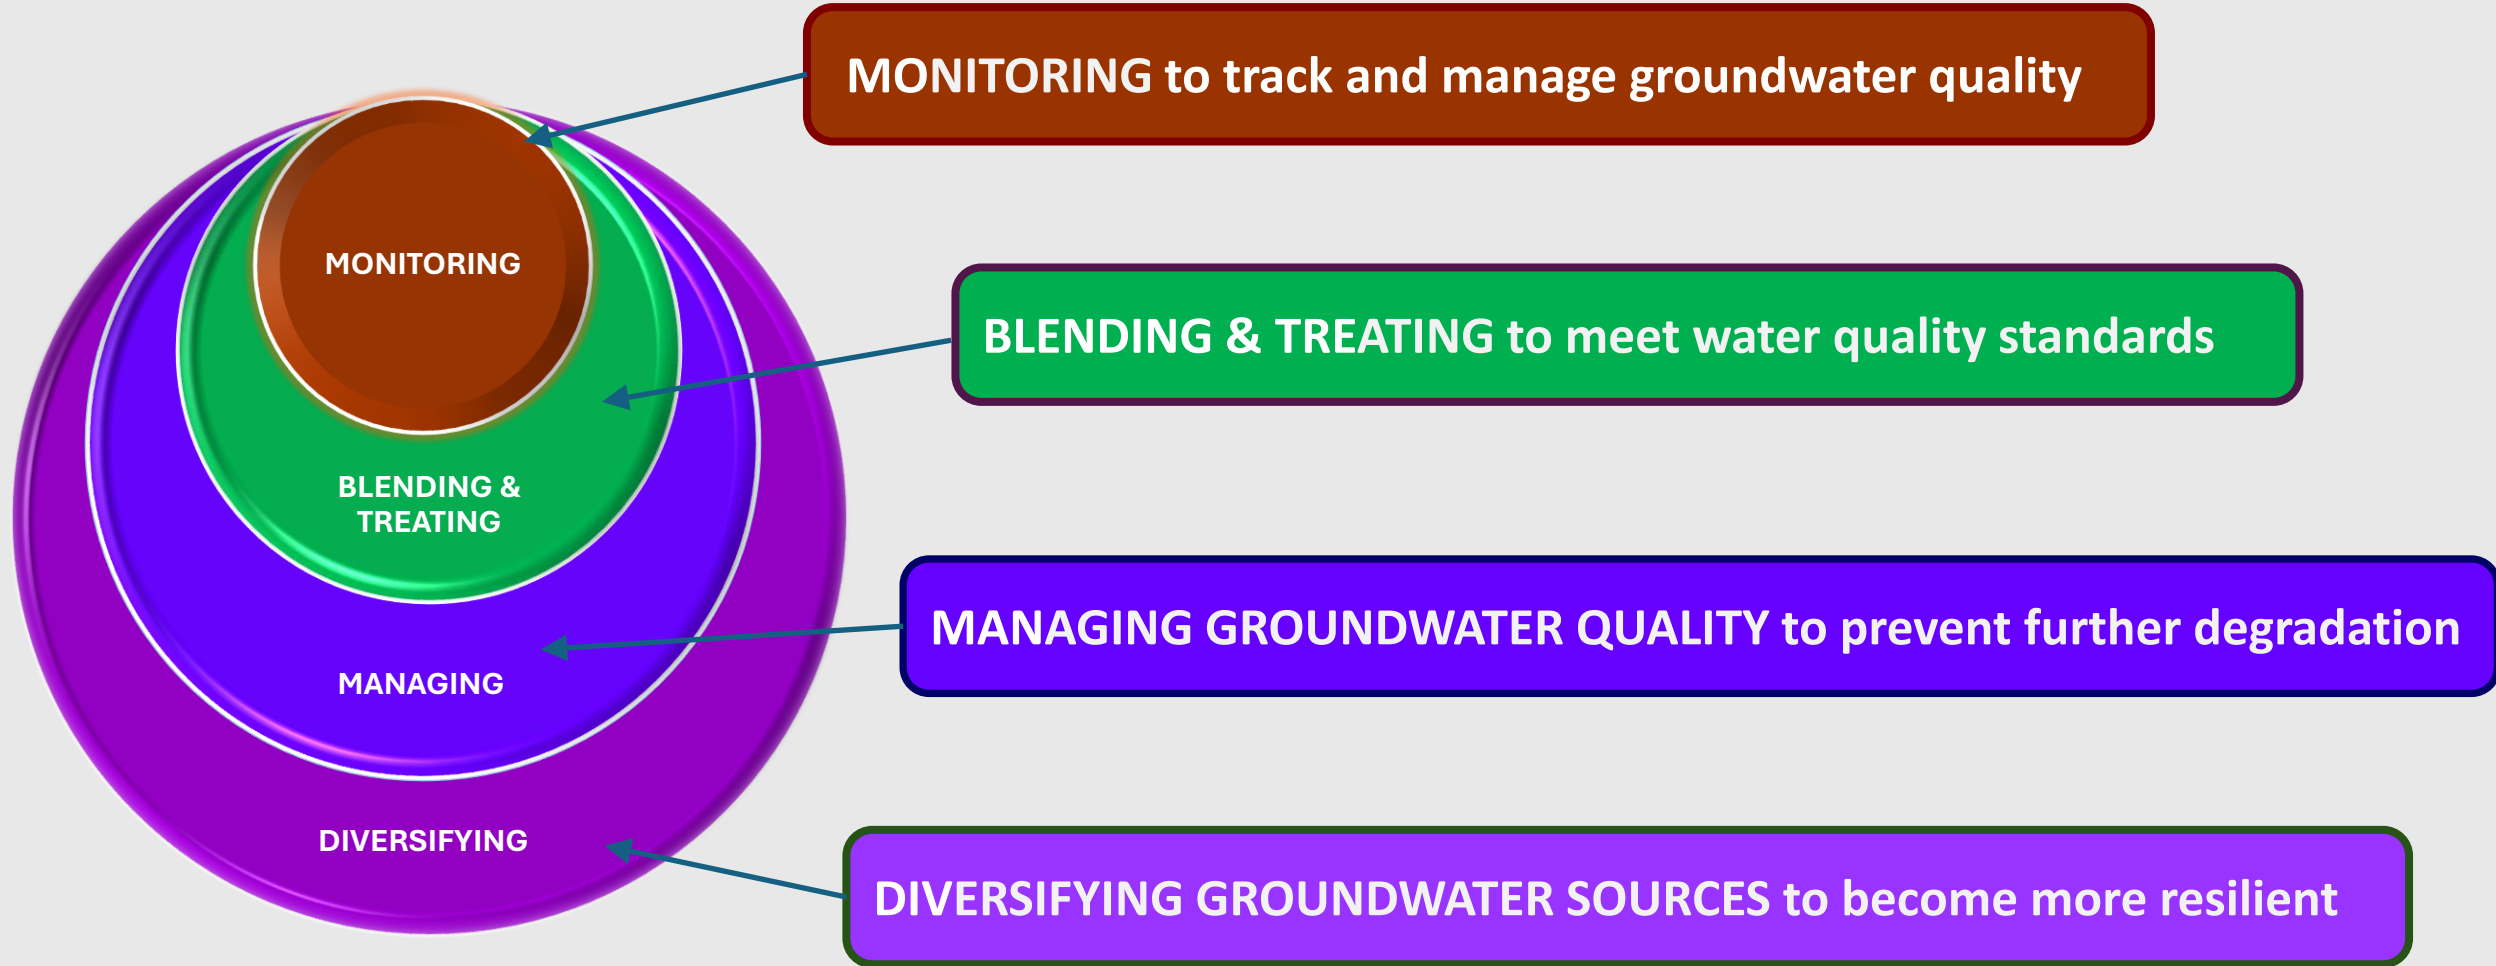 MONITORING to track and manage groundwater quality
MONITORING
BLENDING & TREATING to meet water quality standards
BLENDING &
TREATING
MANAGING GROUNDWATER QUALITY to prevent further degradation
MANAGING
DIVERSIFYING GROUNDWATER SOURCES to become more resilient
DIVERSIFYING